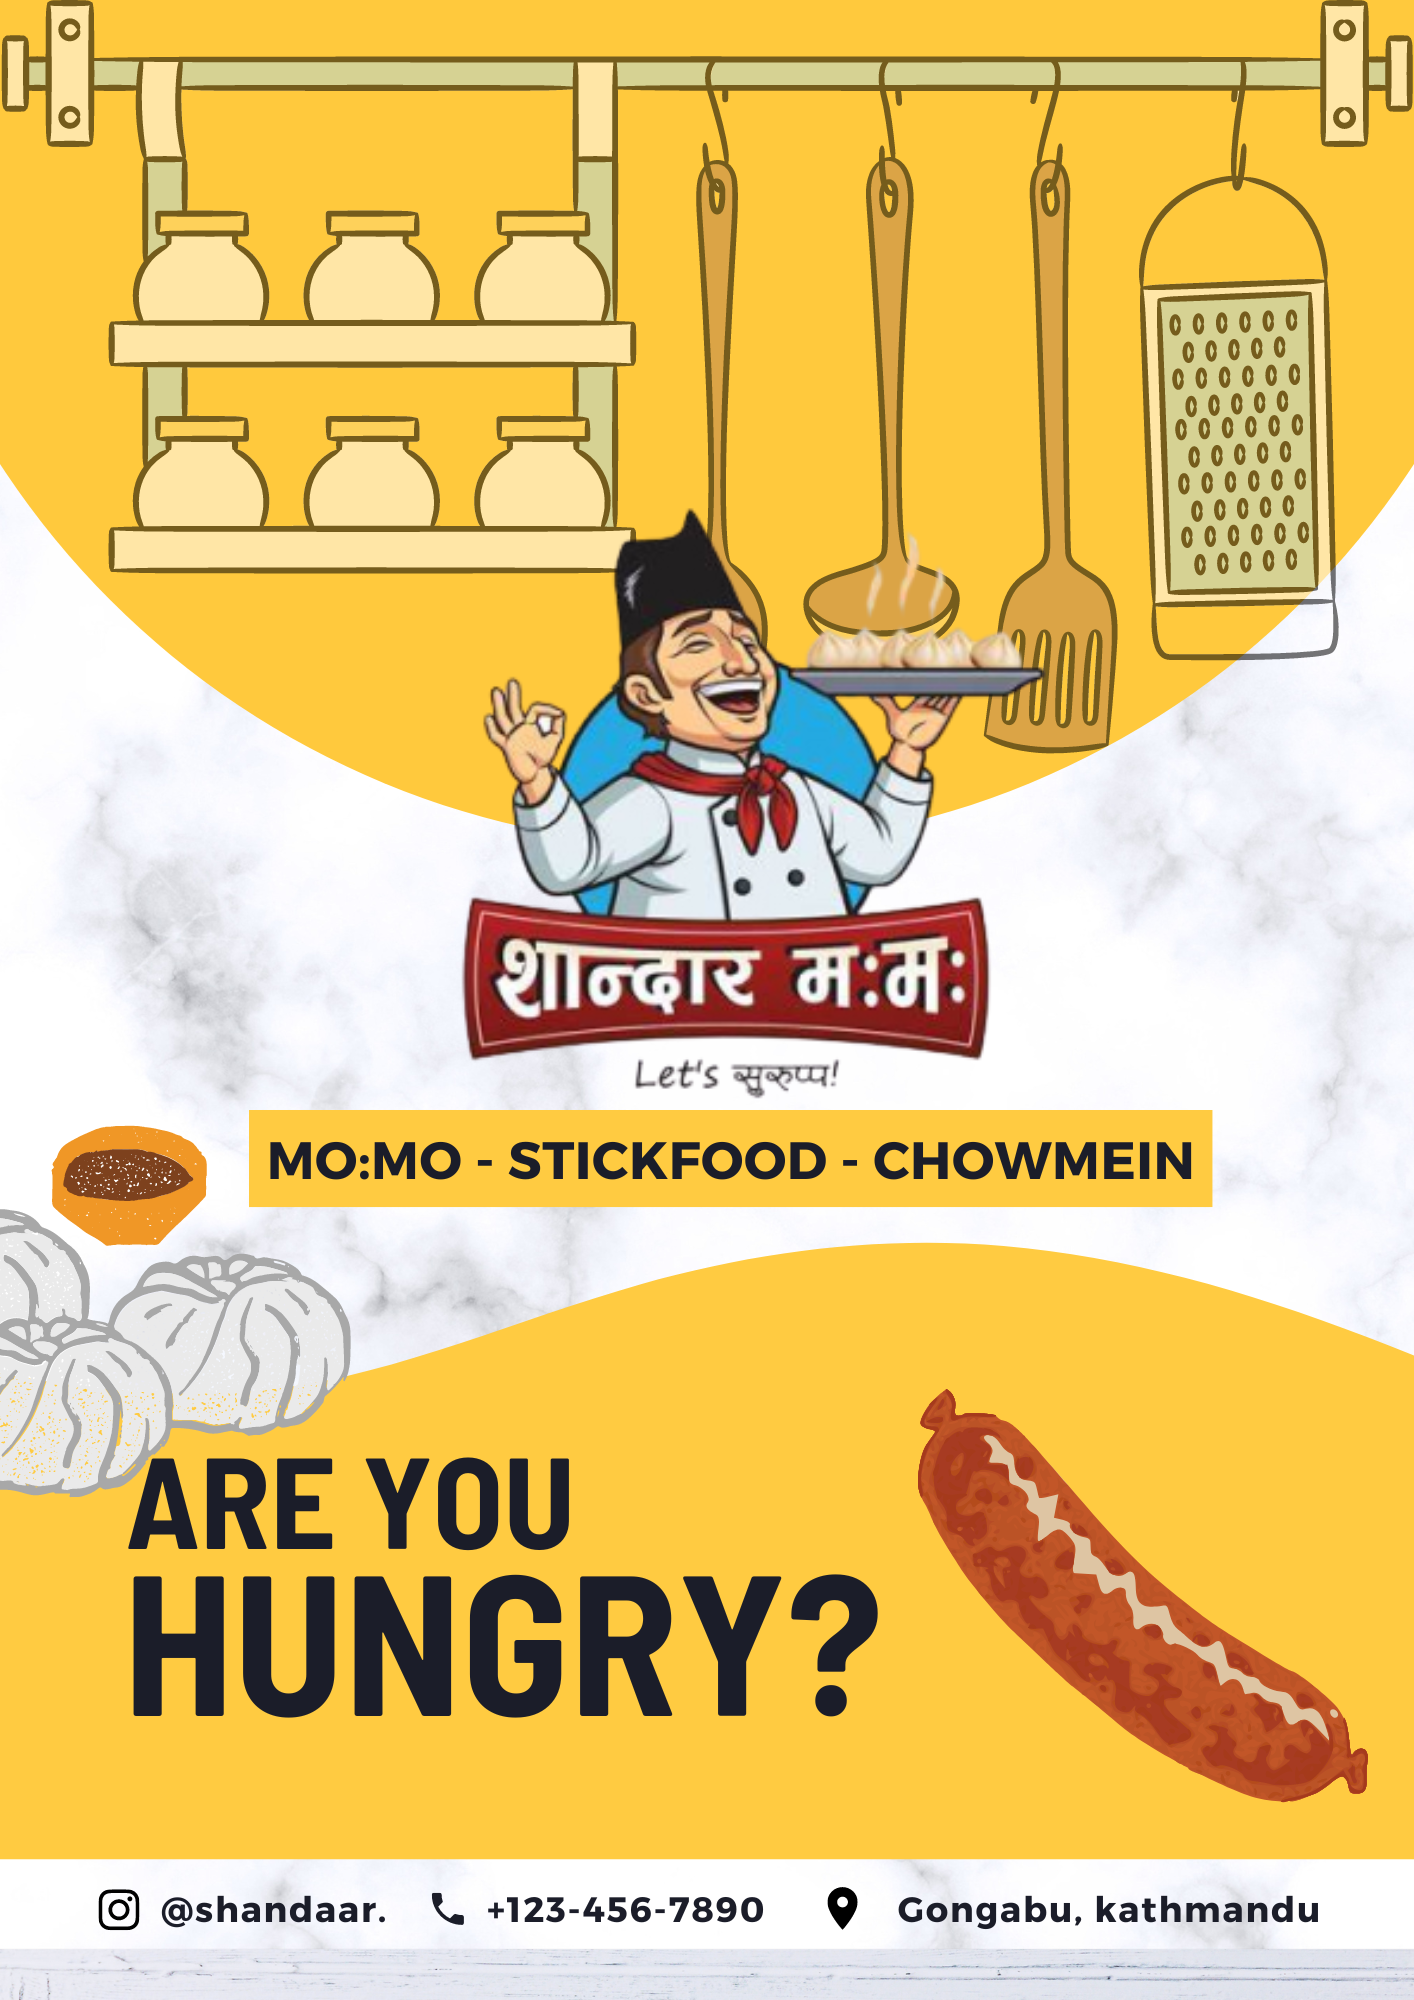 शान्दार म:म:
Let's सुरुप्प!
MO:MO - STICKFOOD - CHOWMEIN
ARE YOU
HUNGRY?
@shandaar. +123-456-7890 Gongabu, kathmandu